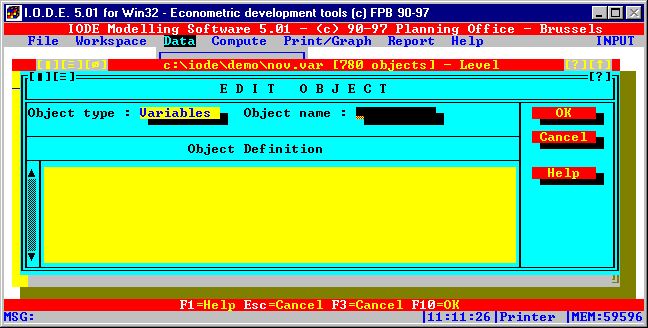 I.O.D.E. 5.01 for Win32 - Econometric development tools (c) FPB 90-97
IODE Modelling Software 5.01 - (c) 90-97 Planning Office - Brussels
File Workspace Data Compute Print/Graph Report Help INPUT
c:\iode\demo\nov.var [780 objects] - Level [?][↑]
[?]
EDIT OBJECT
Object type : Variables Object name :
OK
Cancel
Object Definition
Help
F1=Help Esc=Cancel F3=Cancel F10=OK
MSG: |11:11:26|Printer |MEM:59596